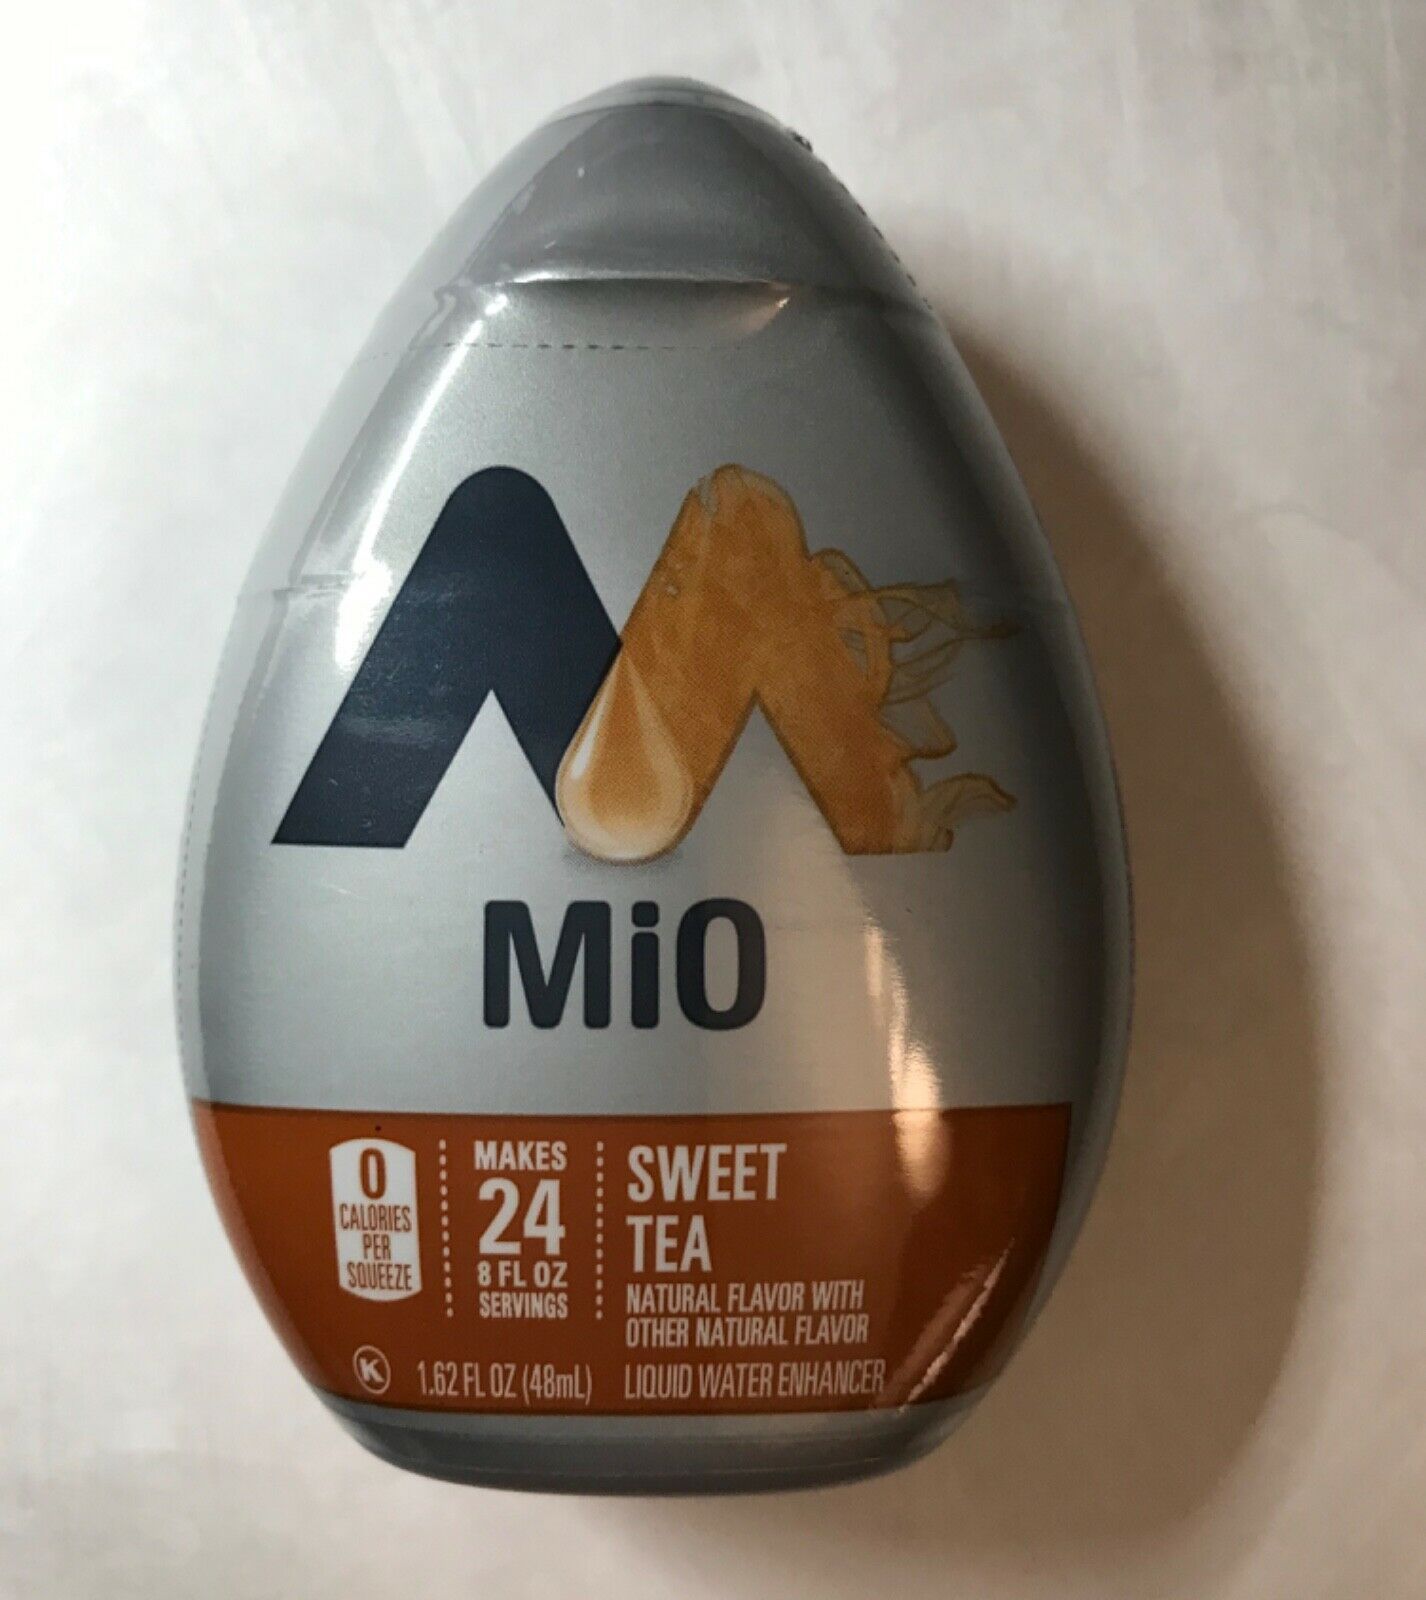 MiO
0
CALORIES
PER
SQUEEZE
MAKES
24
8 FL OZ
SERVINGS
SWEET
TEA
NATURAL FLAVOR WITH
OTHER NATURAL FLAVOR
K
1.62 FL OZ (48mL)
LIQUID WATER ENHANCER